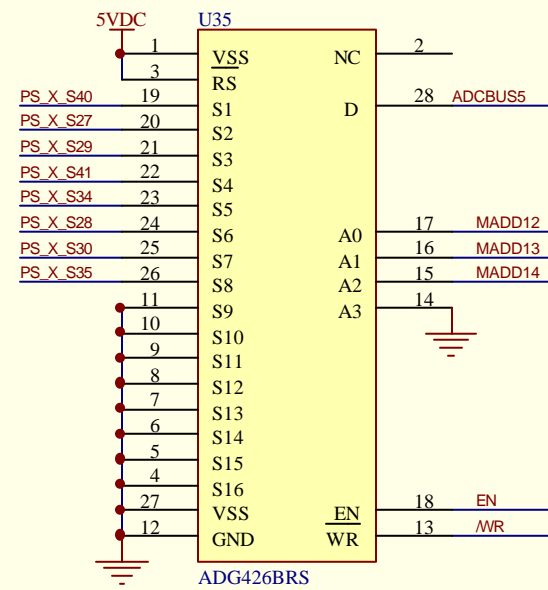 5VDC U35
1 VSS NC 2
3 RS
PS_X_S40 19 S1 D 28 ADCBUS5
PS_X_S27 20 S2
PS_X_S29 21 S3
PS_X_S41 22 S4
PS_X_S34 23 S5
PS_X_S28 24 S6 A0 17 MADD12
PS_X_S30 25 S7 A1 16 MADD13
PS_X_S35 26 S8 A2 15 MADD14
11 S9 A3 14
10 S10
9 S11
8 S12
7 S13
6 S14
5 S15
4 S16
27 VSS EN 18 EN
12 GND WR 13 /WR
ADG426BRS